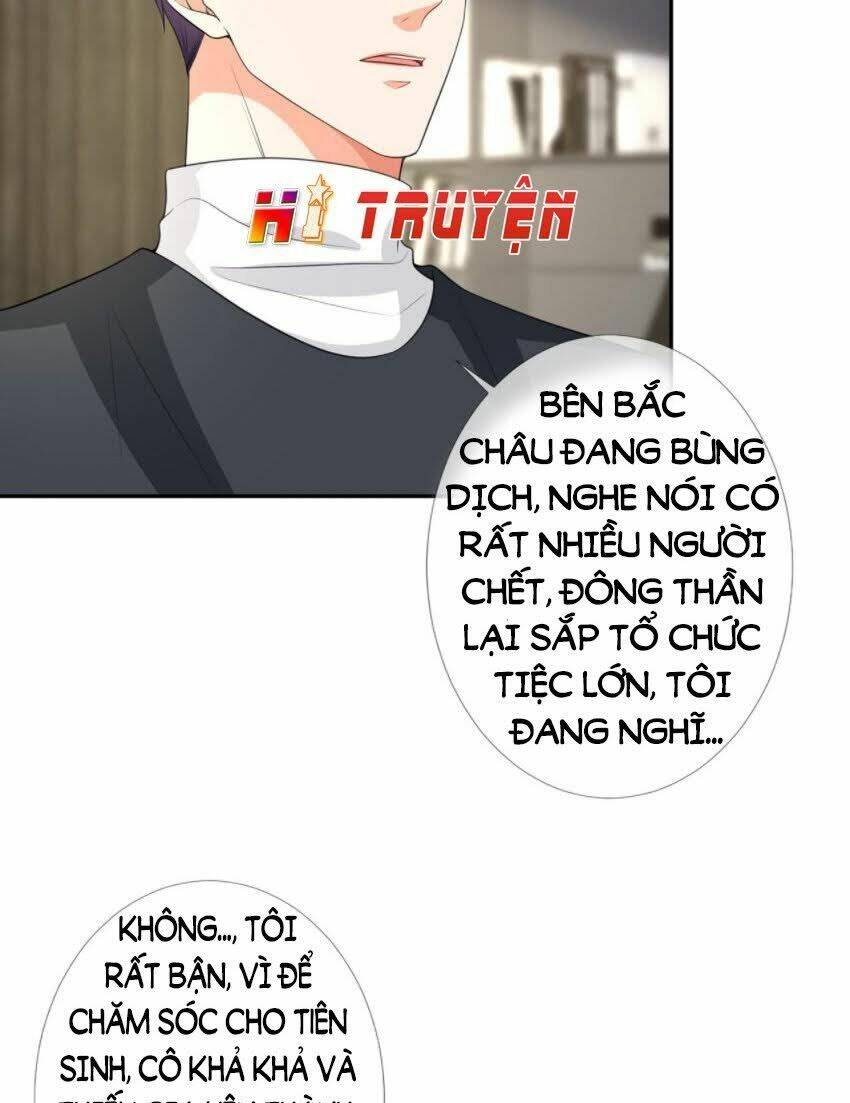 HI TRUYỆN
BÊN BẮC
CHÂU ĐANG BÙNG
DỊCH, NGHE NÓI CÓ
RẤT NHIỀU NGƯỜI
CHẾT, ĐÔNG THẦN
LẠI SẮP TỔ CHỨC
TIỆC LỚN, TÔI
ĐANG NGHĨ...
KHÔNG..., TÔI
RẤT BẬN, VÌ ĐỂ
CHĂM SÓC CHO TIÊN
SINH, CÔ KHẢ KHẢ VÀ